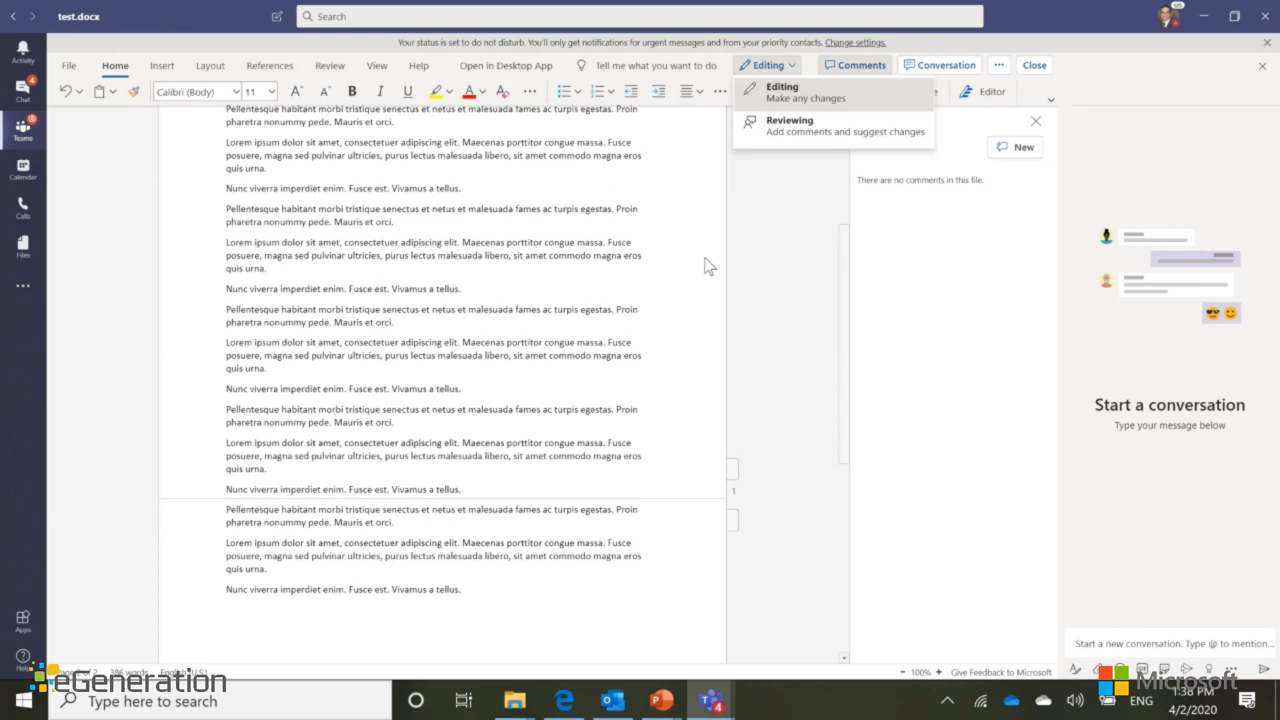 test.docx
Search
Your status is set to do not disturb. You'll only get notifications for urgent messages and from your priority contacts. Change settings.
File Home Insert Layout References Review View Help Open in Desktop App Tell me what you want to do Editing Comments Conversation Close
Calibri (Body) 11 Editor
Editing
Make any changes
Reviewing
Add comments and suggest changes
Activity
Chat
4
Teams
5
Calendar
Calls
Files
Apps
Help
Pellentesque habitant morbi tristique senectus et netus et malesuada fames ac turpis egestas. Proin
pharetra nonummy pede. Mauris et orci.
Lorem ipsum dolor sit amet, consectetuer adipiscing elit. Maecenas porttitor congue massa. Fusce
posuere, magna sed pulvinar ultricies, purus lectus malesuada libero, sit amet commodo magna eros
quis urna.
Nunc viverra imperdiet enim. Fusce est. Vivamus a tellus.
Pellentesque habitant morbi tristique senectus et netus et malesuada fames ac turpis egestas. Proin
pharetra nonummy pede. Mauris et orci.
Lorem ipsum dolor sit amet, consectetuer adipiscing elit. Maecenas porttitor congue massa. Fusce
posuere, magna sed pulvinar ultricies, purus lectus malesuada libero, sit amet commodo magna eros
quis urna.
Nunc viverra imperdiet enim. Fusce est. Vivamus a tellus.
Pellentesque habitant morbi tristique senectus et netus et malesuada fames ac turpis egestas. Proin
pharetra nonummy pede. Mauris et orci.
Lorem ipsum dolor sit amet, consectetuer adipiscing elit. Maecenas porttitor congue massa. Fusce
posuere, magna sed pulvinar ultricies, purus lectus malesuada libero, sit amet commodo magna eros
quis urna.
Nunc viverra imperdiet enim. Fusce est. Vivamus a tellus.
Pellentesque habitant morbi tristique senectus et netus et malesuada fames ac turpis egestas. Proin
pharetra nonummy pede. Mauris et orci.
Lorem ipsum dolor sit amet, consectetuer adipiscing elit. Maecenas porttitor congue massa. Fusce
posuere, magna sed pulvinar ultricies, purus lectus malesuada libero, sit amet commodo magna eros
quis urna.
Nunc viverra imperdiet enim. Fusce est. Vivamus a tellus.
1
Pellentesque habitant morbi tristique senectus et netus et malesuada fames ac turpis egestas. Proin
pharetra nonummy pede. Mauris et orci.
Lorem ipsum dolor sit amet, consectetuer adipiscing elit. Maecenas porttitor congue massa. Fusce
posuere, magna sed pulvinar ultricies, purus lectus malesuada libero, sit amet commodo magna eros
quis urna.
Nunc viverra imperdiet enim. Fusce est. Vivamus a tellus.
New
There are no comments in this file.
Start a conversation
Type your message below
Start a new conversation. Type @ to mention...
of 2 386 words English (U.S.)
100% Give Feedback to Microsoft
eGeneration
Microsoft
Type here to search
4
ENG
1:38 PM
4/2/2020